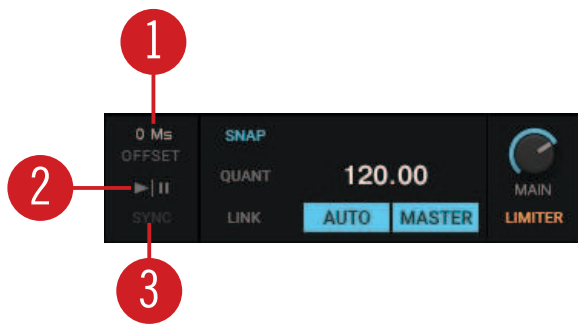 1
0 Ms
SNAP
OFFSET
QUANT
120.00
2
MAIN
SYNC
LINK
AUTO
MASTER
LIMITER
3